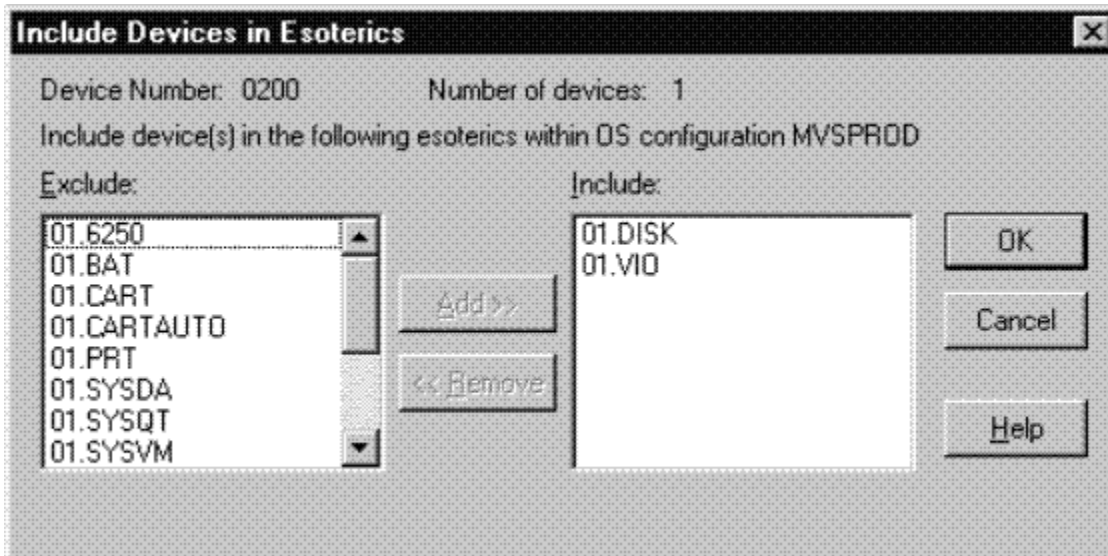 Include Devices in Esoterics
Device Number: 0200 Number of devices: 1
Include device(s) in the following esoterics within OS configuration MVSPROD
Exclude:
01.6250
01.BAT
01.CART
01.CARTAUTO
01.PRT
01.SYSDA
01.SYSQT
01.SYSVM
Add >>
<< Remove
Include:
01.DISK
01.VIO
OK
Cancel
Help